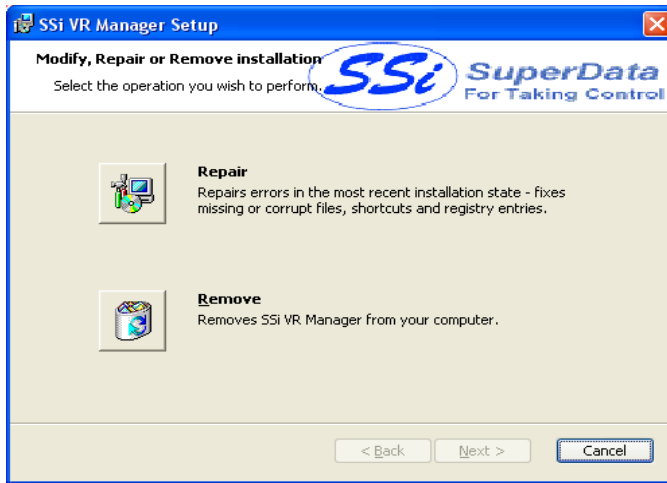 SSi VR Manager Setup
Modify, Repair or Remove installation
Select the operation you wish to perform.
SSi
SuperData
For Taking Control
Repair
Repairs errors in the most recent installation state - fixes
missing or corrupt files, shortcuts and registry entries.
Remove
Removes SSi VR Manager from your computer.
< Back
Next >
Cancel